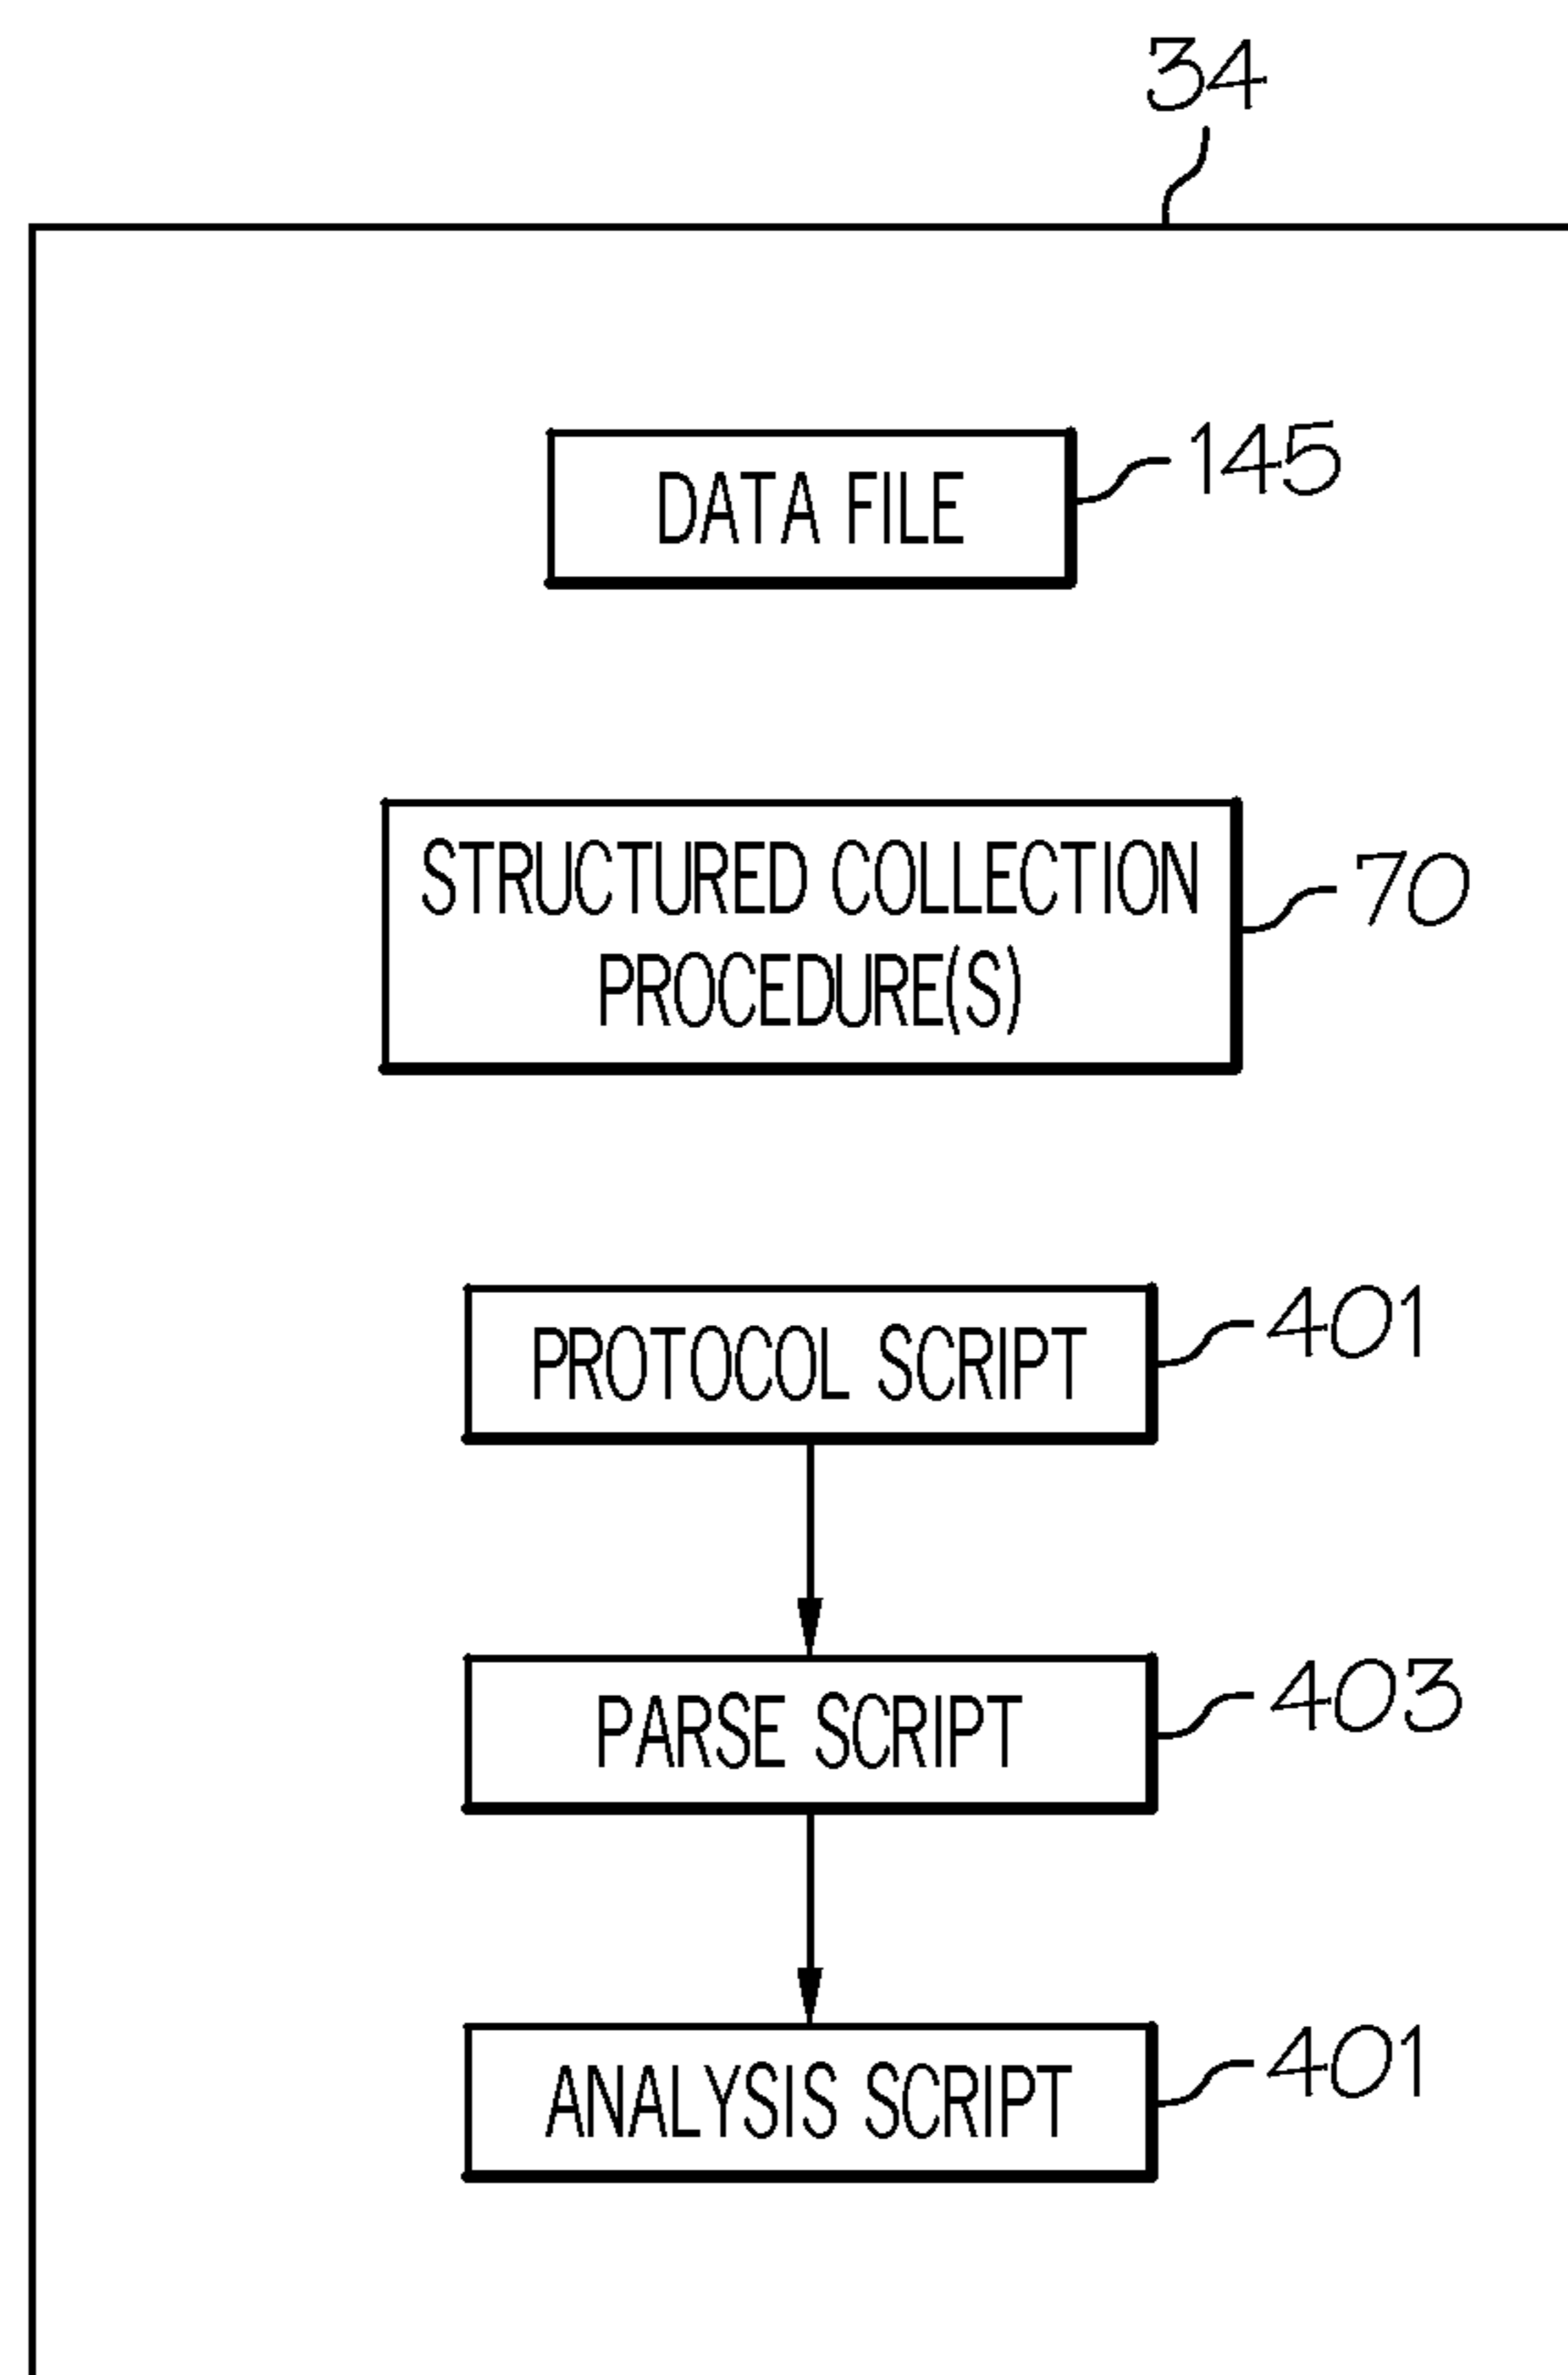 34
DATA FILE
145
STRUCTURED COLLECTION
PROCEDURE(S)
70
PROTOCOL SCRIPT
401
PARSE SCRIPT
403
ANALYSIS SCRIPT
401